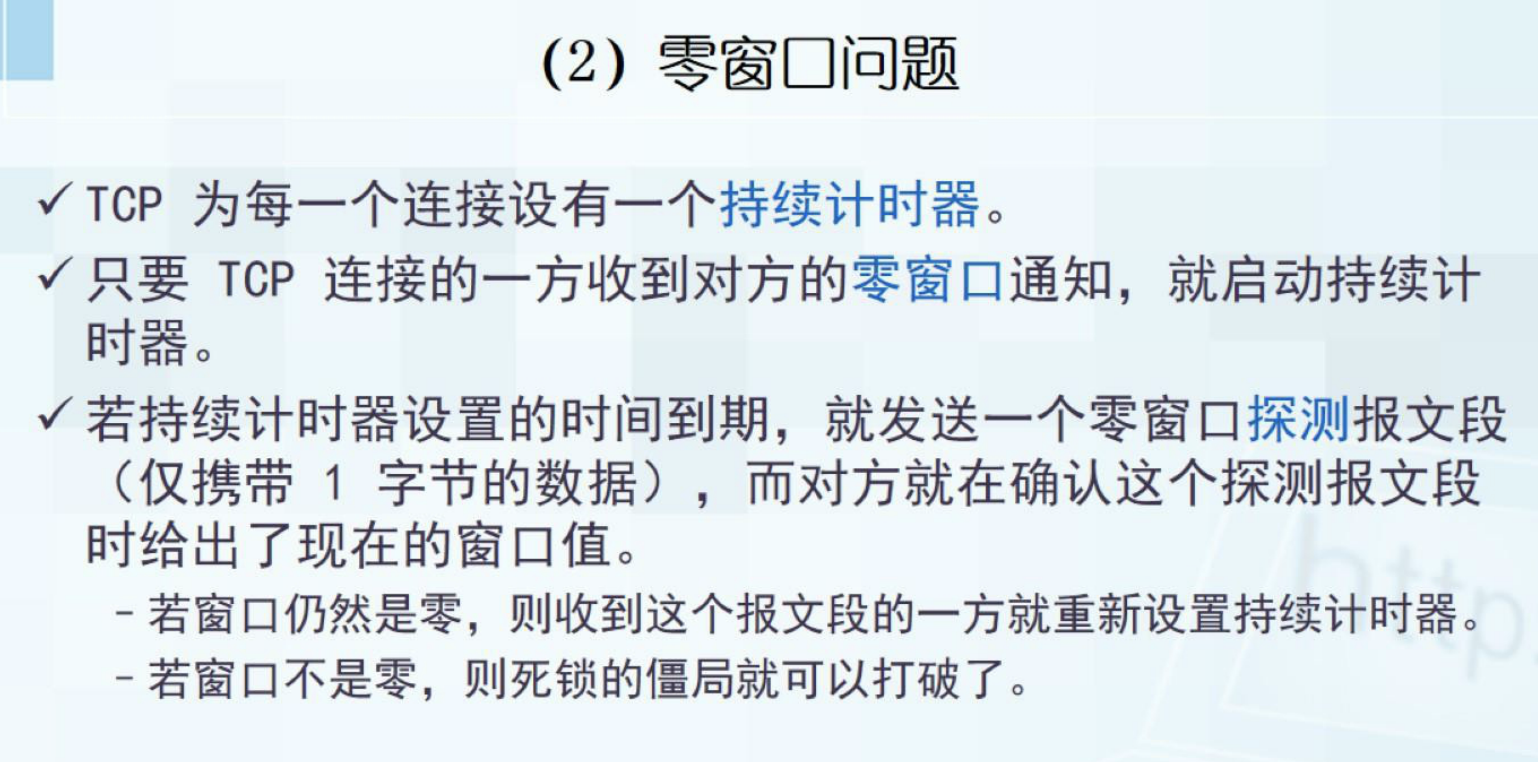 (2) 零窗口问题
✓ TCP 为每一个连接设有一个持续计时器。
✓ 只要 TCP 连接的一方收到对方的零窗口通知，就启动持续计
时器。
✓ 若持续计时器设置的时间到期，就发送一个零窗口探测报文段
（仅携带 1 字节的数据），而对方就在确认这个探测报文段
时给出了现在的窗口值。
- 若窗口仍然是零，则收到这个报文段的一方就重新设置持续计时器。
- 若窗口不是零，则死锁的僵局就可以打破了。
http: